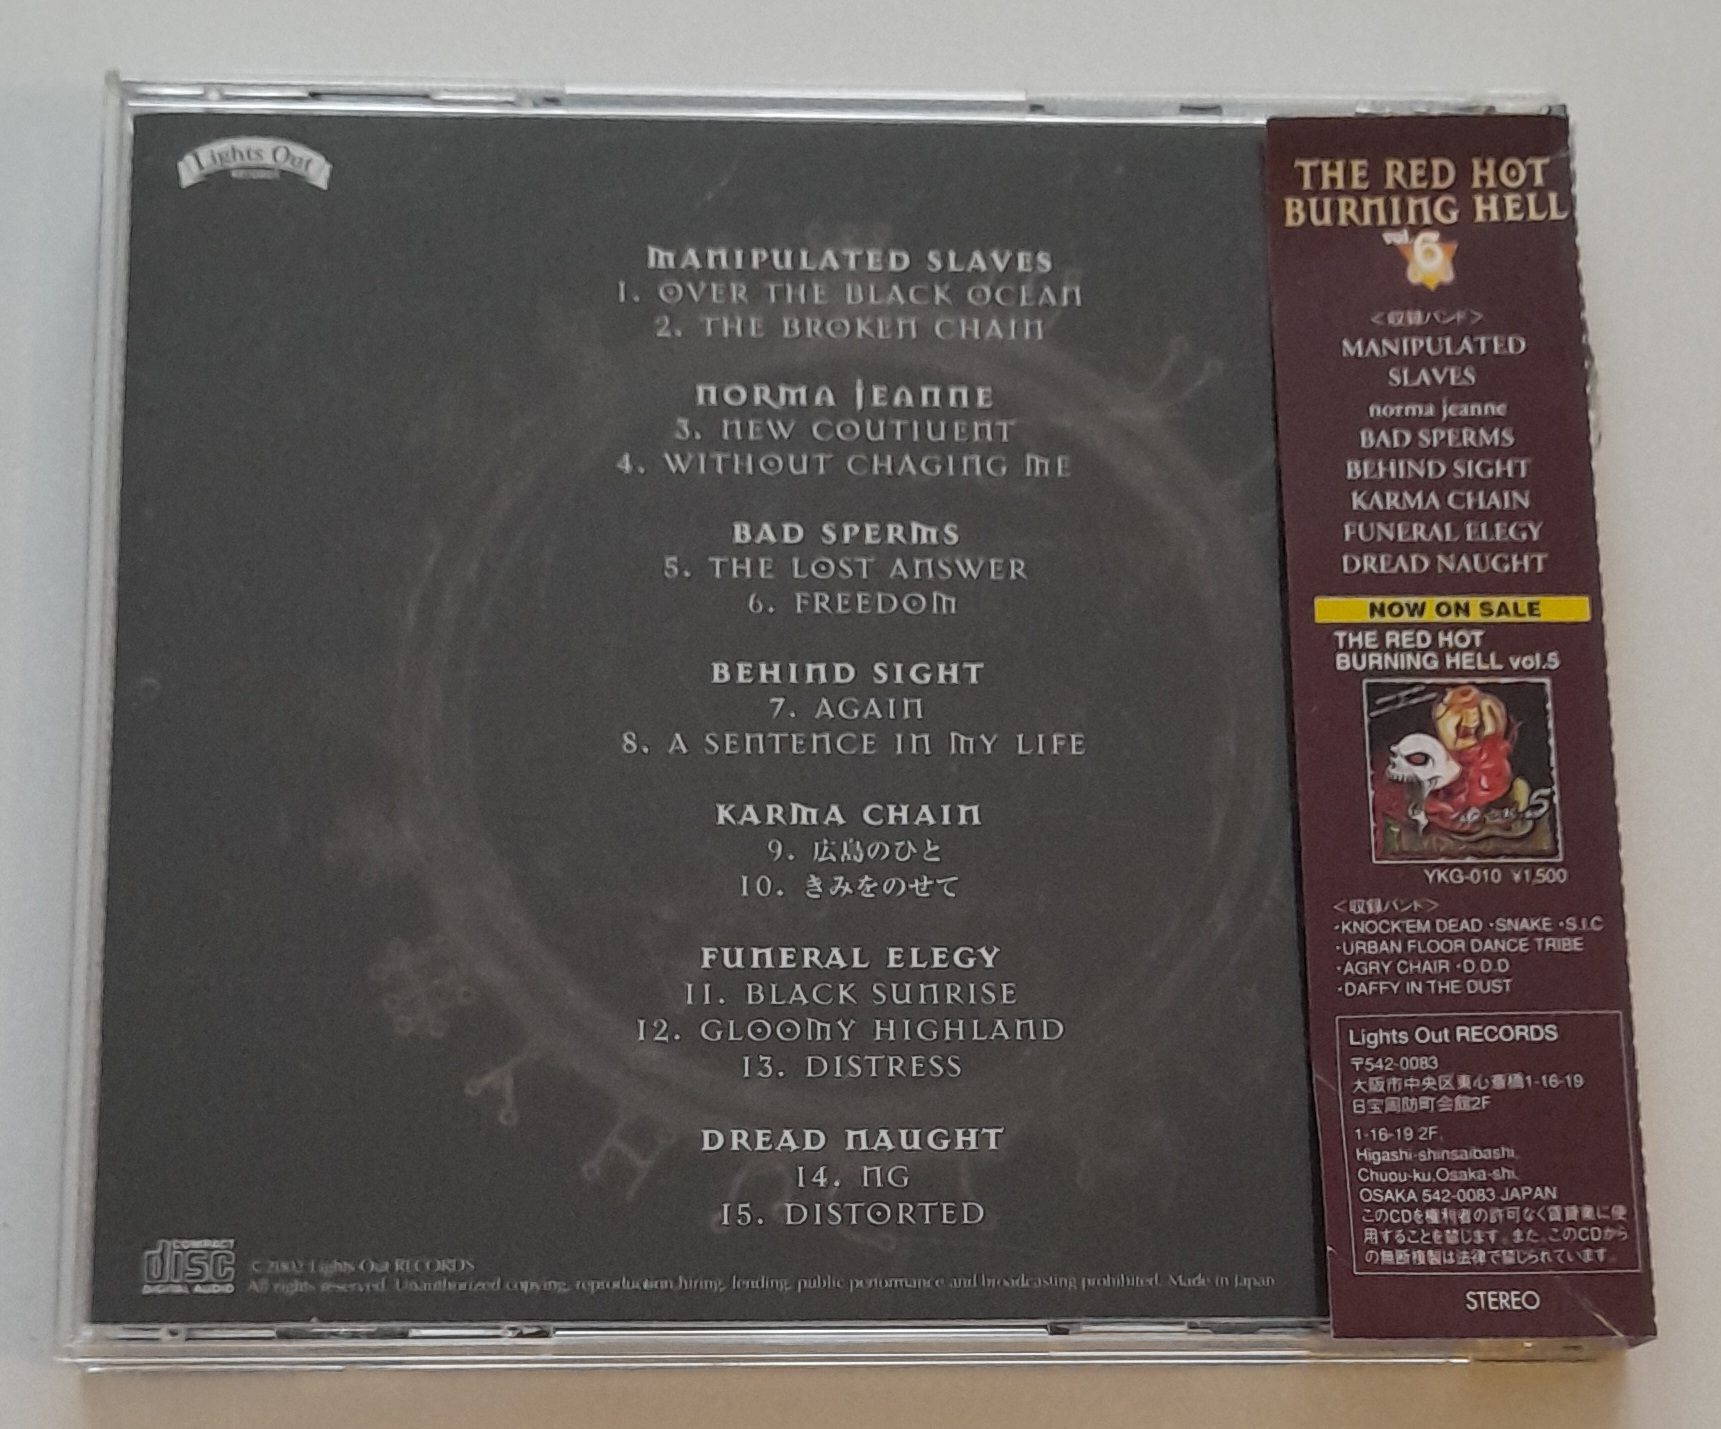 Lights Out
MANIPULATED SLAVES
1. OVER THE BLACK OCEAN
2. THE BROKEN CHAIN
NORMA JEANNE
3. NEW COUTIUENT
4. WITHOUT CHAGING ME
BAD SPERMS
5. THE LOST ANSWER
6. FREEDOM
BEHIND SIGHT
7. AGAIN
8. A SENTENCE IN MY LIFE
KARMA CHAIN
9. 広島のひと
10. きみをのせて
FUNERAL ELEGY
11. BLACK SUNRISE
12. GLOOMY HIGHLAND
13. DISTRESS
DREAD NAUGHT
14. NG
15. DISTORTED
COMPACT
disc
DIGITAL AUDIO
C 2002 Lights Out RECORDS
All rights reserved. Unauthorized copying, reproduction, hiring, lending, public performance and broadcasting prohibited. Made in Japan
THE RED HOT
BURNING HELL
vol.6
<収録バンド>
MANIPULATED
SLAVES
norma jeanne
BAD SPERMS
BEHIND SIGHT
KARMA CHAIN
FUNERAL ELEGY
DREAD NAUGHT
NOW ON SALE
THE RED HOT
BURNING HELL vol.5
5
YKG-010 ¥1,500
<収録バンド>
・KNOCK'EM DEAD ・SNAKE ・S.I.C
・URBAN FLOOR DANCE TRIBE
・AGRY CHAIR ・D.D.D
・DAFFY IN THE DUST
Lights Out RECORDS
〒542-0083
大阪市中央区東心斎橋1-16-19
日宝周防町会館2F
1-16-19 2F,
Higashi-shinsaibashi,
Chuou-ku,Osaka-shi,
OSAKA 542-0083 JAPAN
このCDを権利者の許可なく賃貸業に使
用することを禁じます。また、このCDから
の無断複製は法律で禁じられています。
STEREO